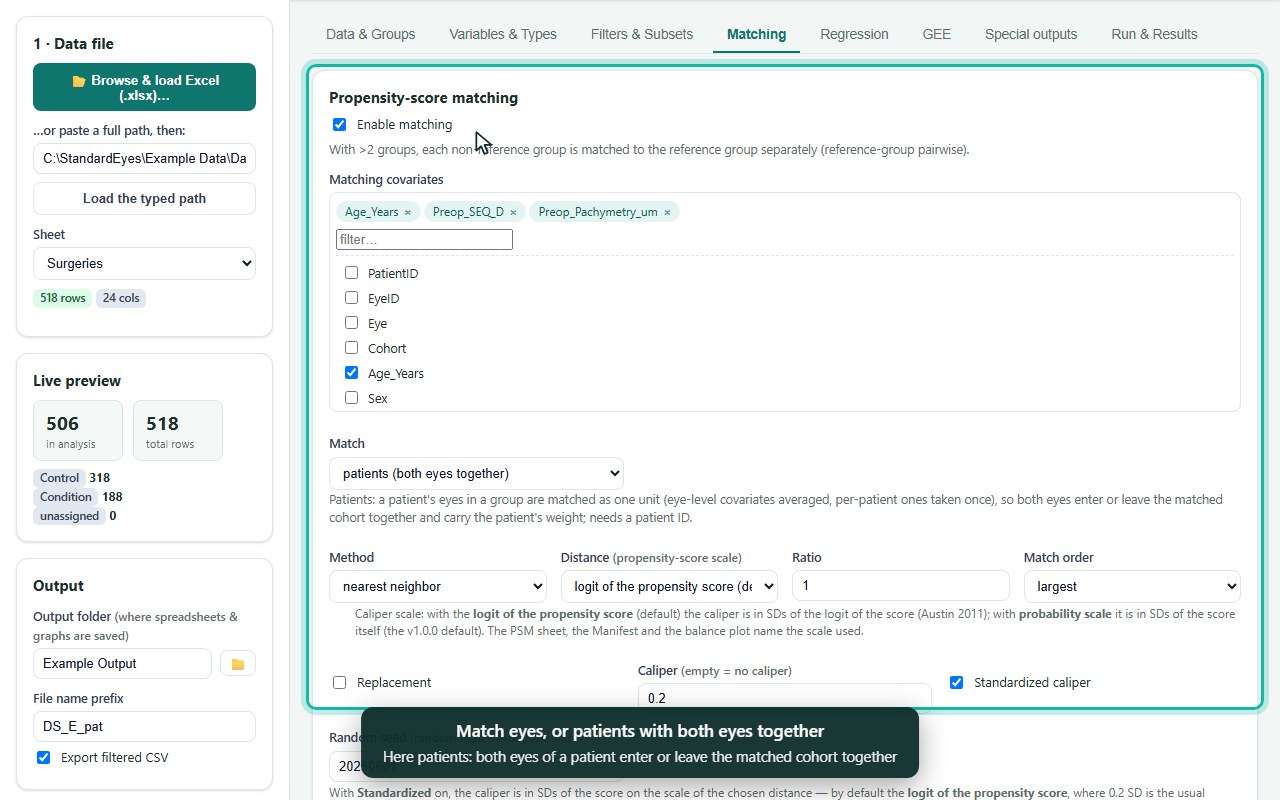 1 · Data file
Browse & load Excel
(.xlsx)…
…or paste a full path, then:
C:\StandardEyes\Example Data\Da
Load the typed path
Sheet
Surgeries
518 rows
24 cols
Live preview
506
in analysis
518
total rows
Control 318
Condition 188
unassigned 0
Output
Output folder (where spreadsheets &
graphs are saved)
Example Output
File name prefix
DS_E_pat
Export filtered CSV
Data & Groups
Variables & Types
Filters & Subsets
Matching
Regression
GEE
Special outputs
Run & Results
Propensity-score matching
Enable matching
With >2 groups, each non-reference group is matched to the reference group separately (reference-group pairwise).
Matching covariates
Age_Years ×
Preop_SEQ_D ×
Preop_Pachymetry_um ×
filter…
PatientID
EyeID
Eye
Cohort
Age_Years
Sex
Match
patients (both eyes together)
Patients: a patient's eyes in a group are matched as one unit (eye-level covariates averaged, per-patient ones taken once), so both eyes enter or leave the matched
cohort together and carry the patient's weight; needs a patient ID.
Method
Distance (propensity-score scale)
Ratio
Match order
nearest neighbor
logit of the propensity score (de
1
largest
Caliper scale: with the logit of the propensity score (default) the caliper is in SDs of the logit of the score (Austin 2011); with probability scale it is in SDs of the score
itself (the v1.0.0 default). The PSM sheet, the Manifest and the balance plot name the scale used.
Replacement
Caliper (empty = no caliper)
0.2
Standardized caliper
Match eyes, or patients with both eyes together
Here patients: both eyes of a patient enter or leave the matched cohort together
With Standardized on, the caliper is in SDs of the score on the scale of the chosen distance — by default the logit of the propensity score, where 0.2 SD is the usual